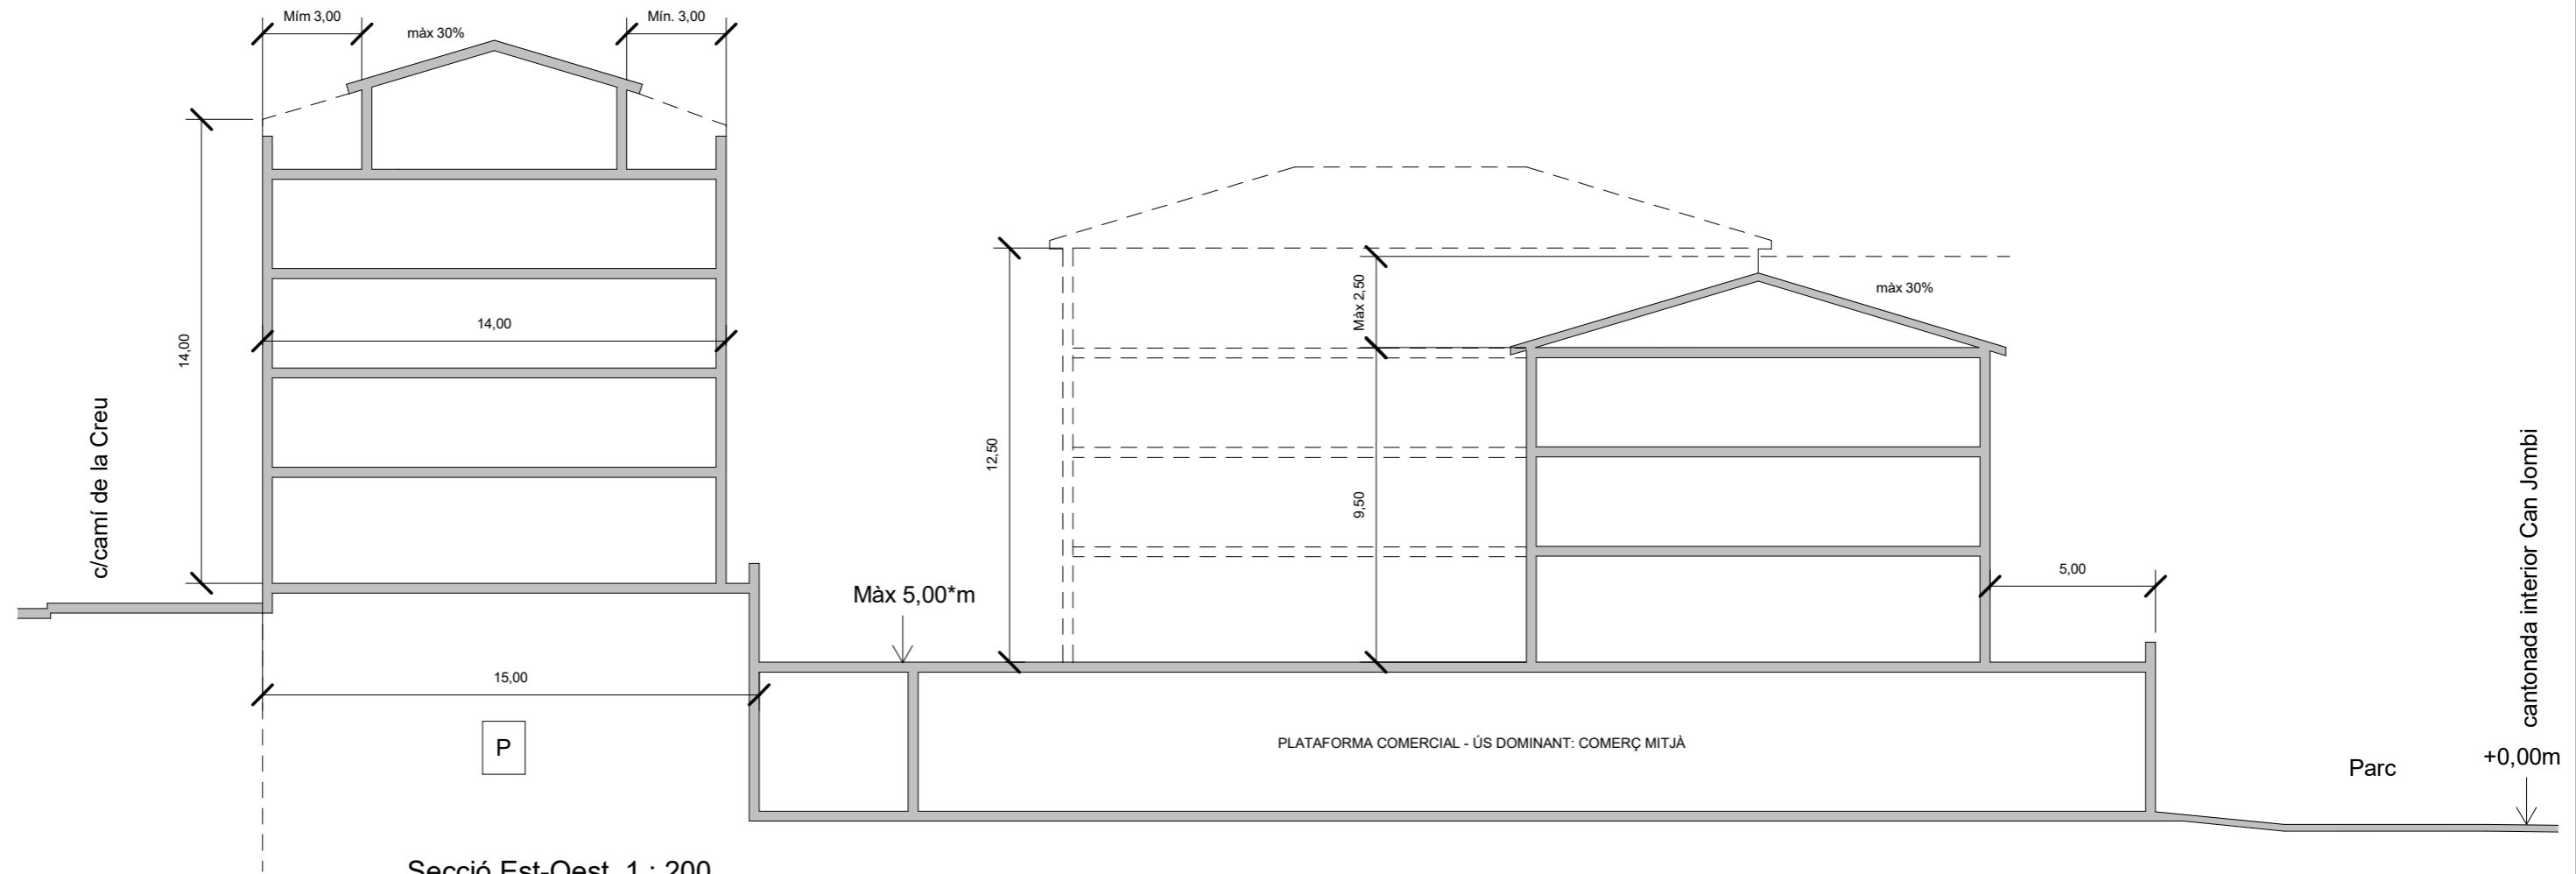 Mím 3,00
màx 30%
Mín. 3,00
14,00
14,00
c/camí de la Creu
15,00
P
Màx 5,00*m
12,50
Màx 2,50
9,50
màx 30%
5,00
PLATAFORMA COMERCIAL - ÚS DOMINANT: COMERÇ MITJÀ
Parc
+0,00m
cantonada interior Can Jombi
Secció Est-Oest 1 : 200